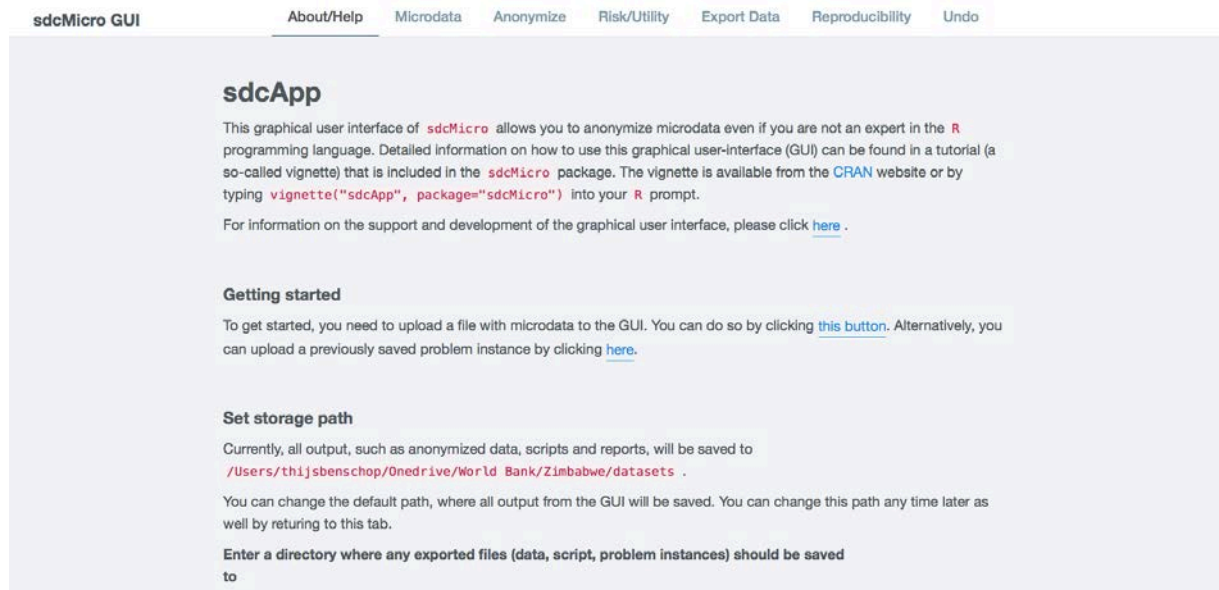 sdcMicro GUI
About/Help
Microdata
Anonymize
Risk/Utility
Export Data
Reproducibility
Undo
sdcApp
This graphical user interface of sdcMicro allows you to anonymize microdata even if you are not an expert in the R
programming language. Detailed information on how to use this graphical user-interface (GUI) can be found in a tutorial (a
so-called vignette) that is included in the sdcMicro package. The vignette is available from the CRAN website or by
typing vignette("sdcApp", package="sdcMicro") into your R prompt.
For information on the support and development of the graphical user interface, please click here .
Getting started
To get started, you need to upload a file with microdata to the GUI. You can do so by clicking this button. Alternatively, you
can upload a previously saved problem instance by clicking here.
Set storage path
Currently, all output, such as anonymized data, scripts and reports, will be saved to
/Users/thijsbenschop/Onedrive/World Bank/Zimbabwe/datasets .
You can change the default path, where all output from the GUI will be saved. You can change this path any time later as
well by returing to this tab.
Enter a directory where any exported files (data, script, problem instances) should be saved
to